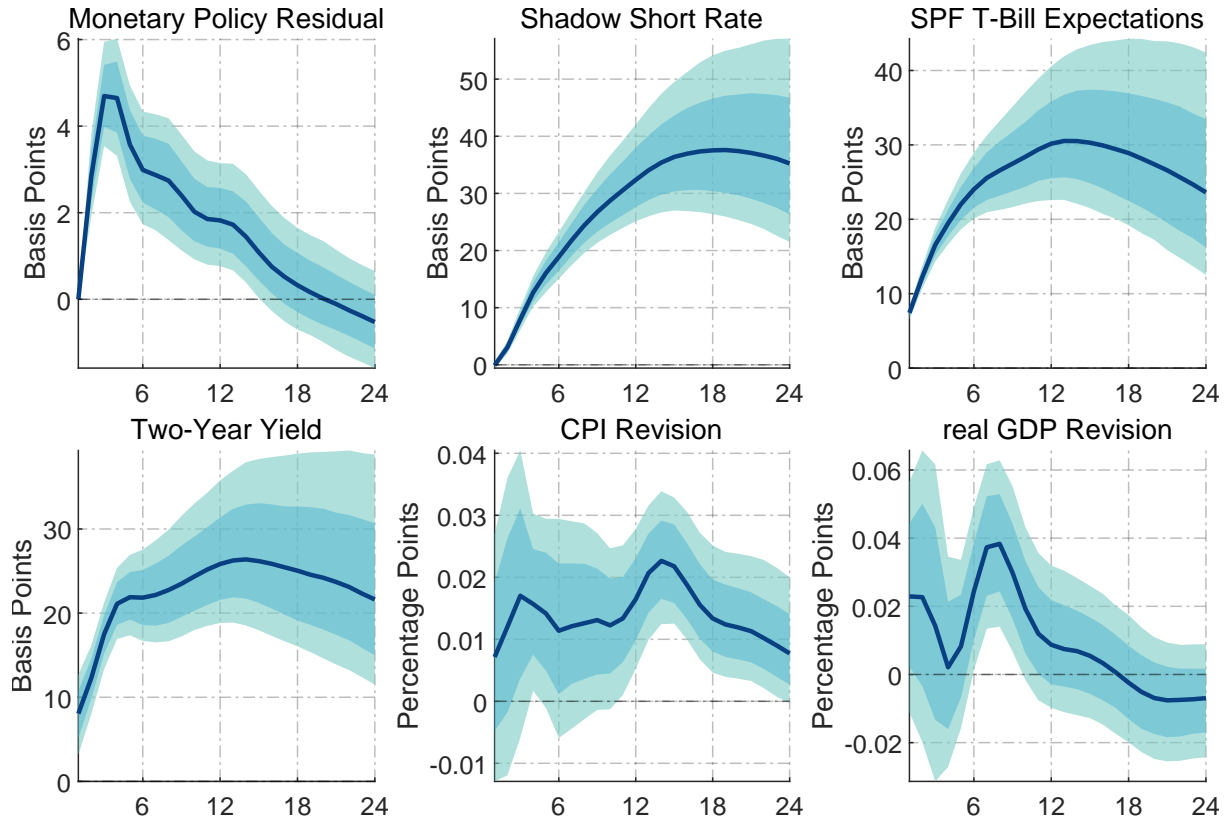 Monetary Policy Residual
Basis Points
6
4
2
0
6 12 18 24
Shadow Short Rate
Basis Points
50
40
30
20
10
0
6 12 18 24
SPF T-Bill Expectations
Basis Points
40
30
20
10
0
6 12 18 24
Two-Year Yield
Basis Points
30
20
10
0
6 12 18 24
CPI Revision
Percentage Points
0.04
0.03
0.02
0.01
0
-0.01
6 12 18 24
real GDP Revision
Percentage Points
0.06
0.04
0.02
0
-0.02
6 12 18 24